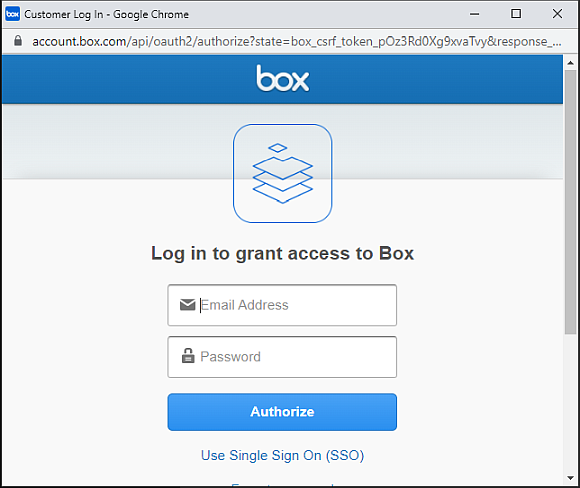 box Customer Log In - Google Chrome
account.box.com/api/oauth2/authorize?state=box_csrf_token_pOz3Rd0Xg9xvaTvy&response_...
box
Log in to grant access to Box
Email Address
Password
Authorize
Use Single Sign On (SSO)